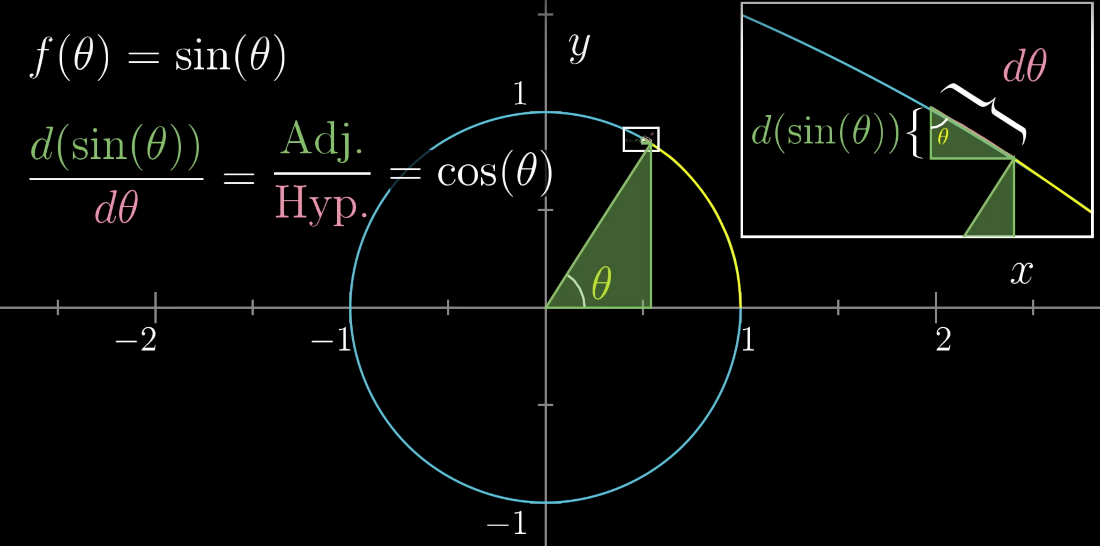 f(θ) = sin(θ)
d(sin(θ)) / dθ = Adj. / Hyp. = cos(θ)
y
1
θ
−2
−1
1
2
x
−1
dθ
d(sin(θ))
θ